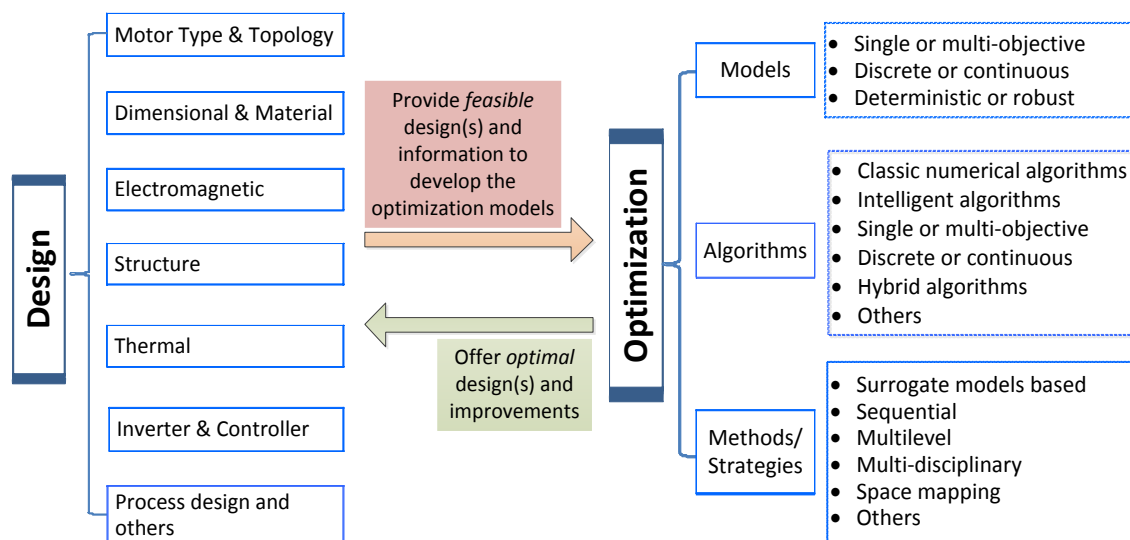 Design
Motor Type & Topology
Dimensional & Material
Electromagnetic
Structure
Thermal
Inverter & Controller
Process design and
others
Provide feasible
design(s) and
information to
develop the
optimization models
Offer optimal
design(s) and
improvements
Optimization
Models
• Single or multi-objective
• Discrete or continuous
• Deterministic or robust
Algorithms
• Classic numerical algorithms
• Intelligent algorithms
• Single or multi-objective
• Discrete or continuous
• Hybrid algorithms
• Others
Methods/
Strategies
• Surrogate models based
• Sequential
• Multilevel
• Multi-disciplinary
• Space mapping
• Others